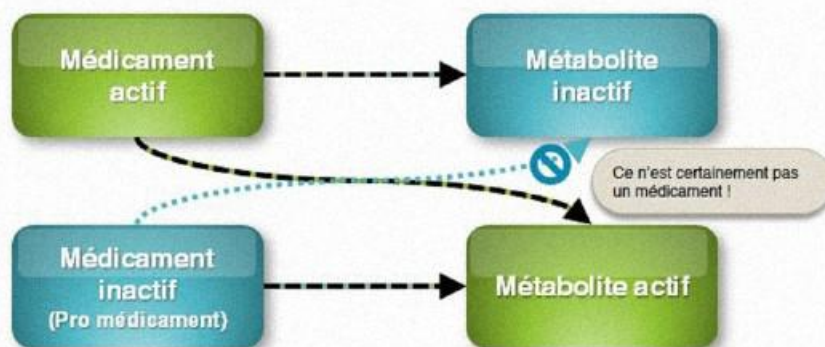 Médicament
actif
Métabolite
inactif
Ce n'est certainement pas
un médicament !
Médicament
inactif
(Pro médicament)
Métabolite actif